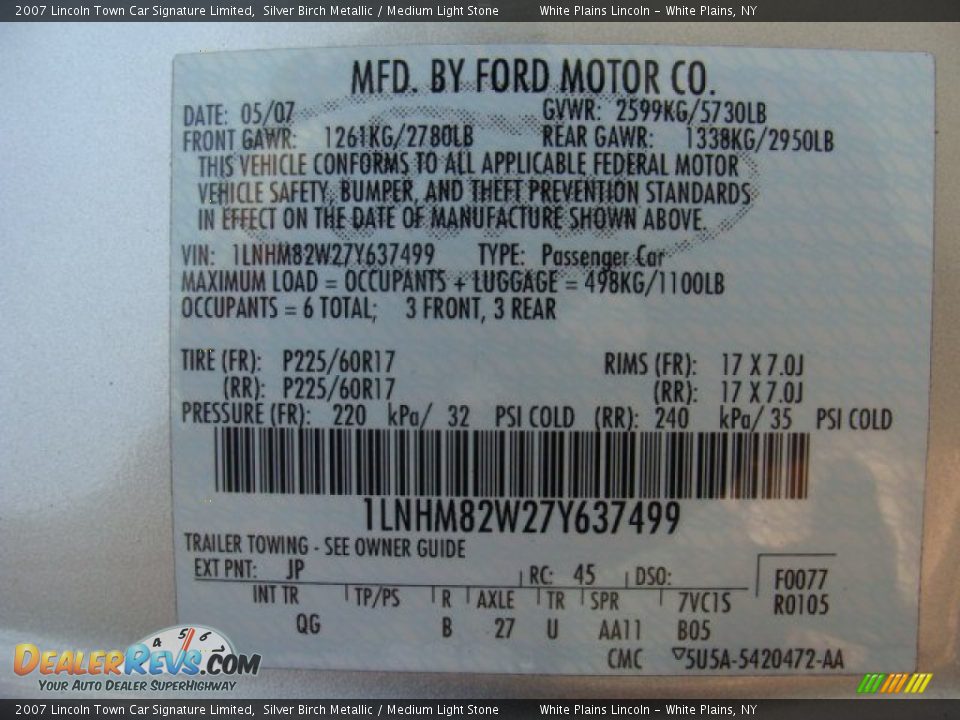 2007 Lincoln Town Car Signature Limited, Silver Birch Metallic / Medium Light Stone White Plains Lincoln - White Plains, NY
MFD. BY FORD MOTOR CO.
DATE: 05/07 GVWR: 2599KG/5730LB
FRONT GAWR: 1261KG/2780LB REAR GAWR: 1338KG/2950LB
THIS VEHICLE CONFORMS TO ALL APPLICABLE FEDERAL MOTOR
VEHICLE SAFETY, BUMPER, AND THEFT PREVENTION STANDARDS
IN EFFECT ON THE DATE OF MANUFACTURE SHOWN ABOVE.
VIN: 1LNHM82W27Y637499 TYPE: Passenger Car
MAXIMUM LOAD = OCCUPANTS + LUGGAGE = 498KG/1100LB
OCCUPANTS = 6 TOTAL; 3 FRONT, 3 REAR
TIRE (FR): P225/60R17 RIMS (FR): 17 X 7.0J
(RR): P225/60R17 (RR): 17 X 7.0J
PRESSURE (FR): 220 kPa/ 32 PSI COLD (RR): 240 kPa/ 35 PSI COLD
1LNHM82W27Y637499
TRAILER TOWING - SEE OWNER GUIDE
EXT PNT: JP RC: 45 DSO: F0077
INT TR TP/PS R AXLE TR SPR 7VC1S R0105
QG B 27 U AA11 B05
CMC 5U5A-5420472-AA
4 5 6
DEALERREVS.COM
YOUR AUTO DEALER SUPERHIGHWAY
2007 Lincoln Town Car Signature Limited, Silver Birch Metallic / Medium Light Stone White Plains Lincoln - White Plains, NY